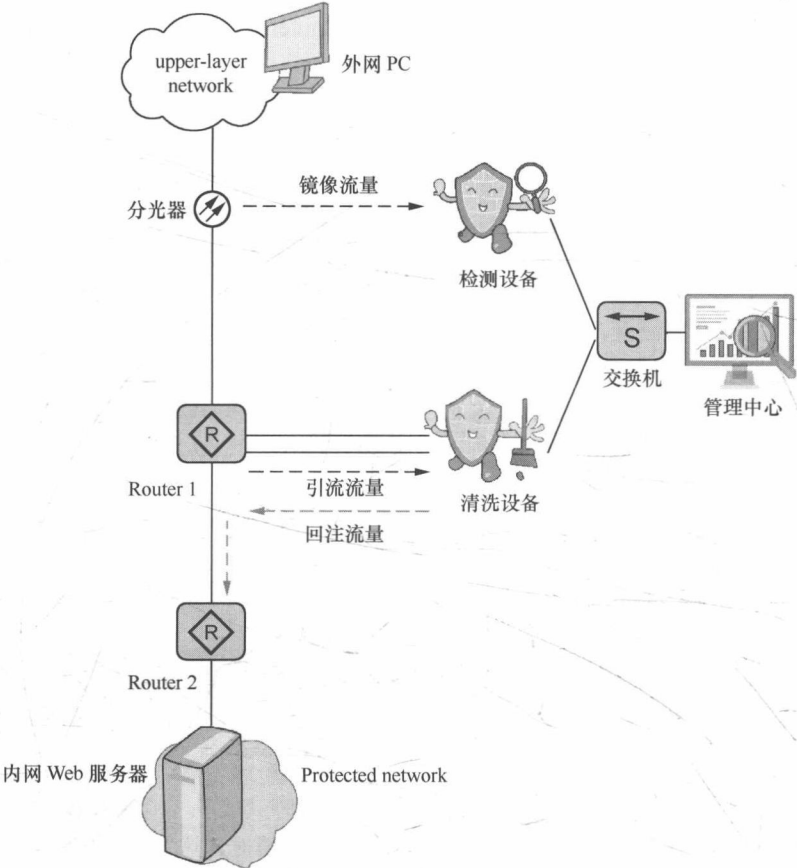 upper-layer
network
外网 PC
分光器
镜像流量
检测设备
S
交换机
管理中心
R
Router 1
引流流量
清洗设备
回注流量
R
Router 2
内网 Web 服务器
Protected network